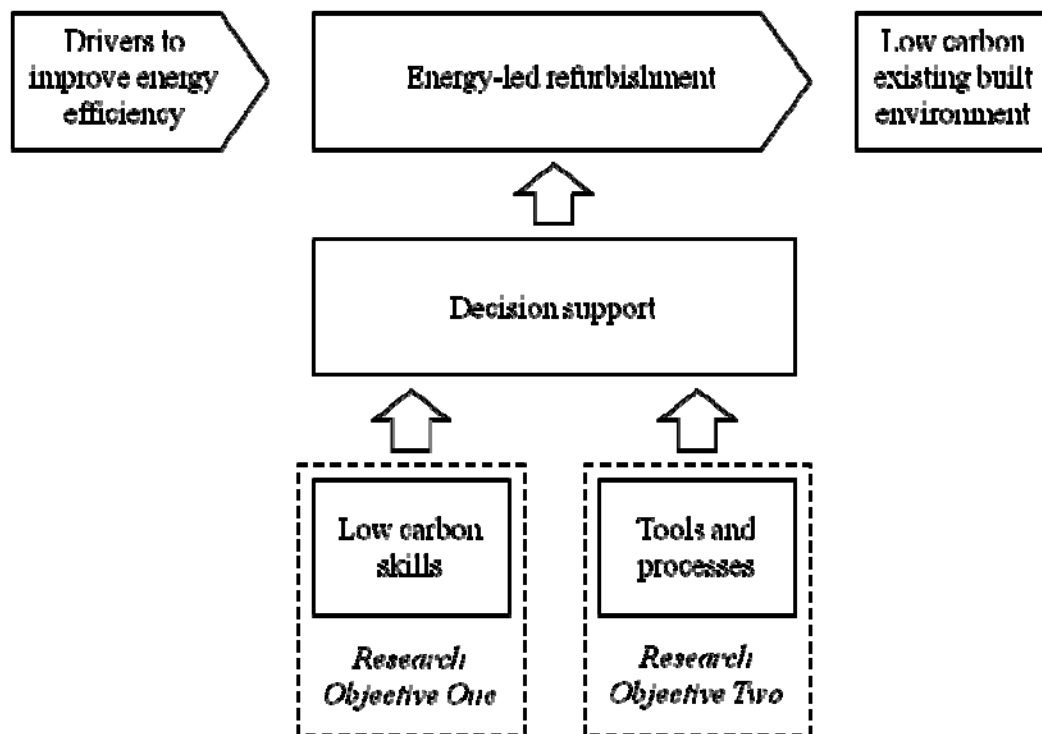 Drivers to
improve energy
efficiency
Energy-led refurbishment
Low carbon
existing built
environment
Decision support
Low carbon
skills
Research
Objective One
Tools and
processes
Research
Objective Two